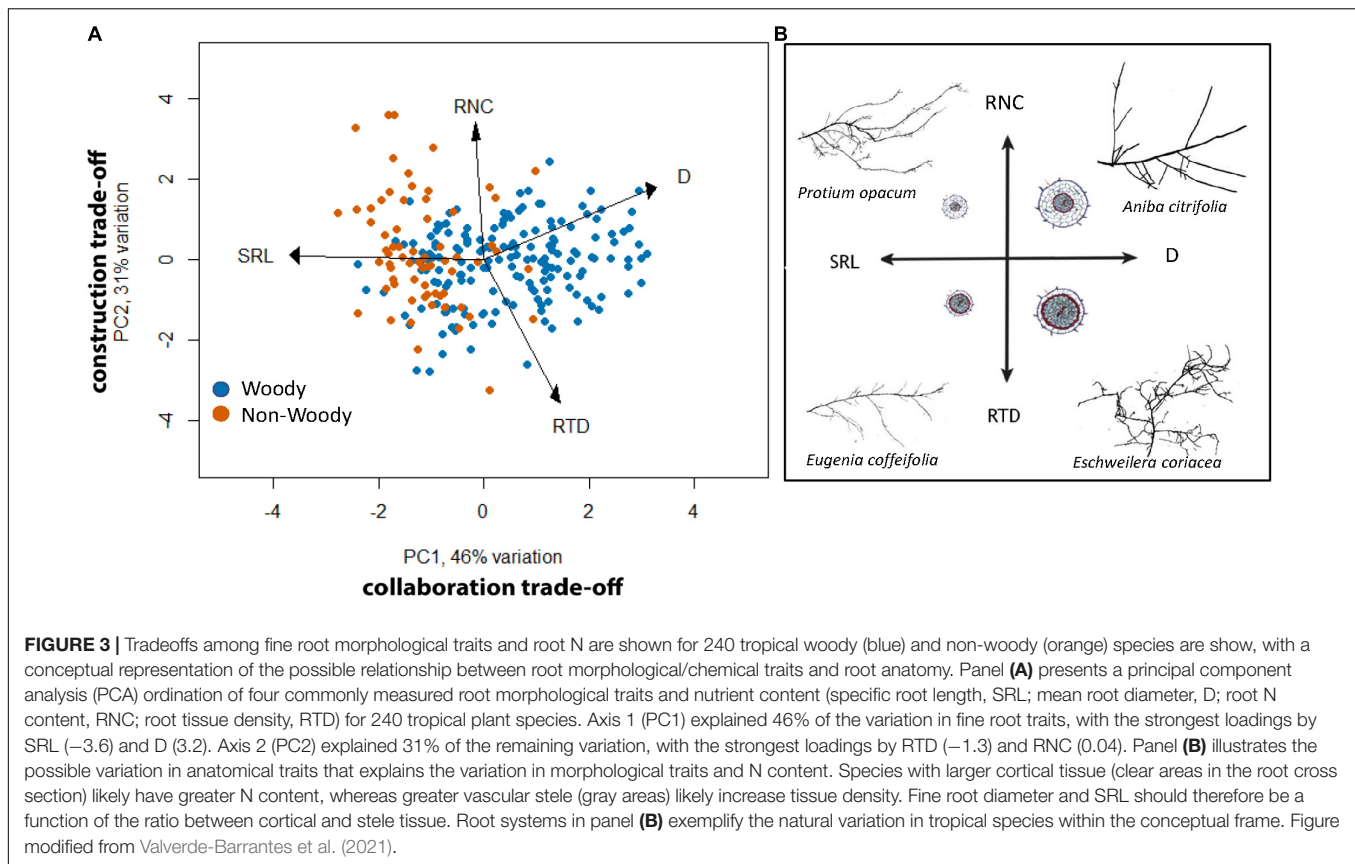 A
B
construction trade-off
PC2, 31% variation
4
2
0
-2
-4
RNC
D
SRL
RTD
Woody
Non-Woody
-4
-2
0
2
4
PC1, 46% variation
collaboration trade-off
RNC
Protium opacum
Aniba citrifolia
SRL
D
RTD
Eugenia coffeifolia
Eschweilera coriacea
FIGURE 3 | Tradeoffs among fine root morphological traits and root N are shown for 240 tropical woody (blue) and non-woody (orange) species are show, with a
conceptual representation of the possible relationship between root morphological/chemical traits and root anatomy. Panel (A) presents a principal component
analysis (PCA) ordination of four commonly measured root morphological traits and nutrient content (specific root length, SRL; mean root diameter, D; root N
content, RNC; root tissue density, RTD) for 240 tropical plant species. Axis 1 (PC1) explained 46% of the variation in fine root traits, with the strongest loadings by
SRL (−3.6) and D (3.2). Axis 2 (PC2) explained 31% of the remaining variation, with the strongest loadings by RTD (−1.3) and RNC (0.04). Panel (B) illustrates the
possible variation in anatomical traits that explains the variation in morphological traits and N content. Species with larger cortical tissue (clear areas in the root cross
section) likely have greater N content, whereas greater vascular stele (gray areas) likely increase tissue density. Fine root diameter and SRL should therefore be a
function of the ratio between cortical and stele tissue. Root systems in panel (B) exemplify the natural variation in tropical species within the conceptual frame. Figure
modified from Valverde-Barrantes et al. (2021).